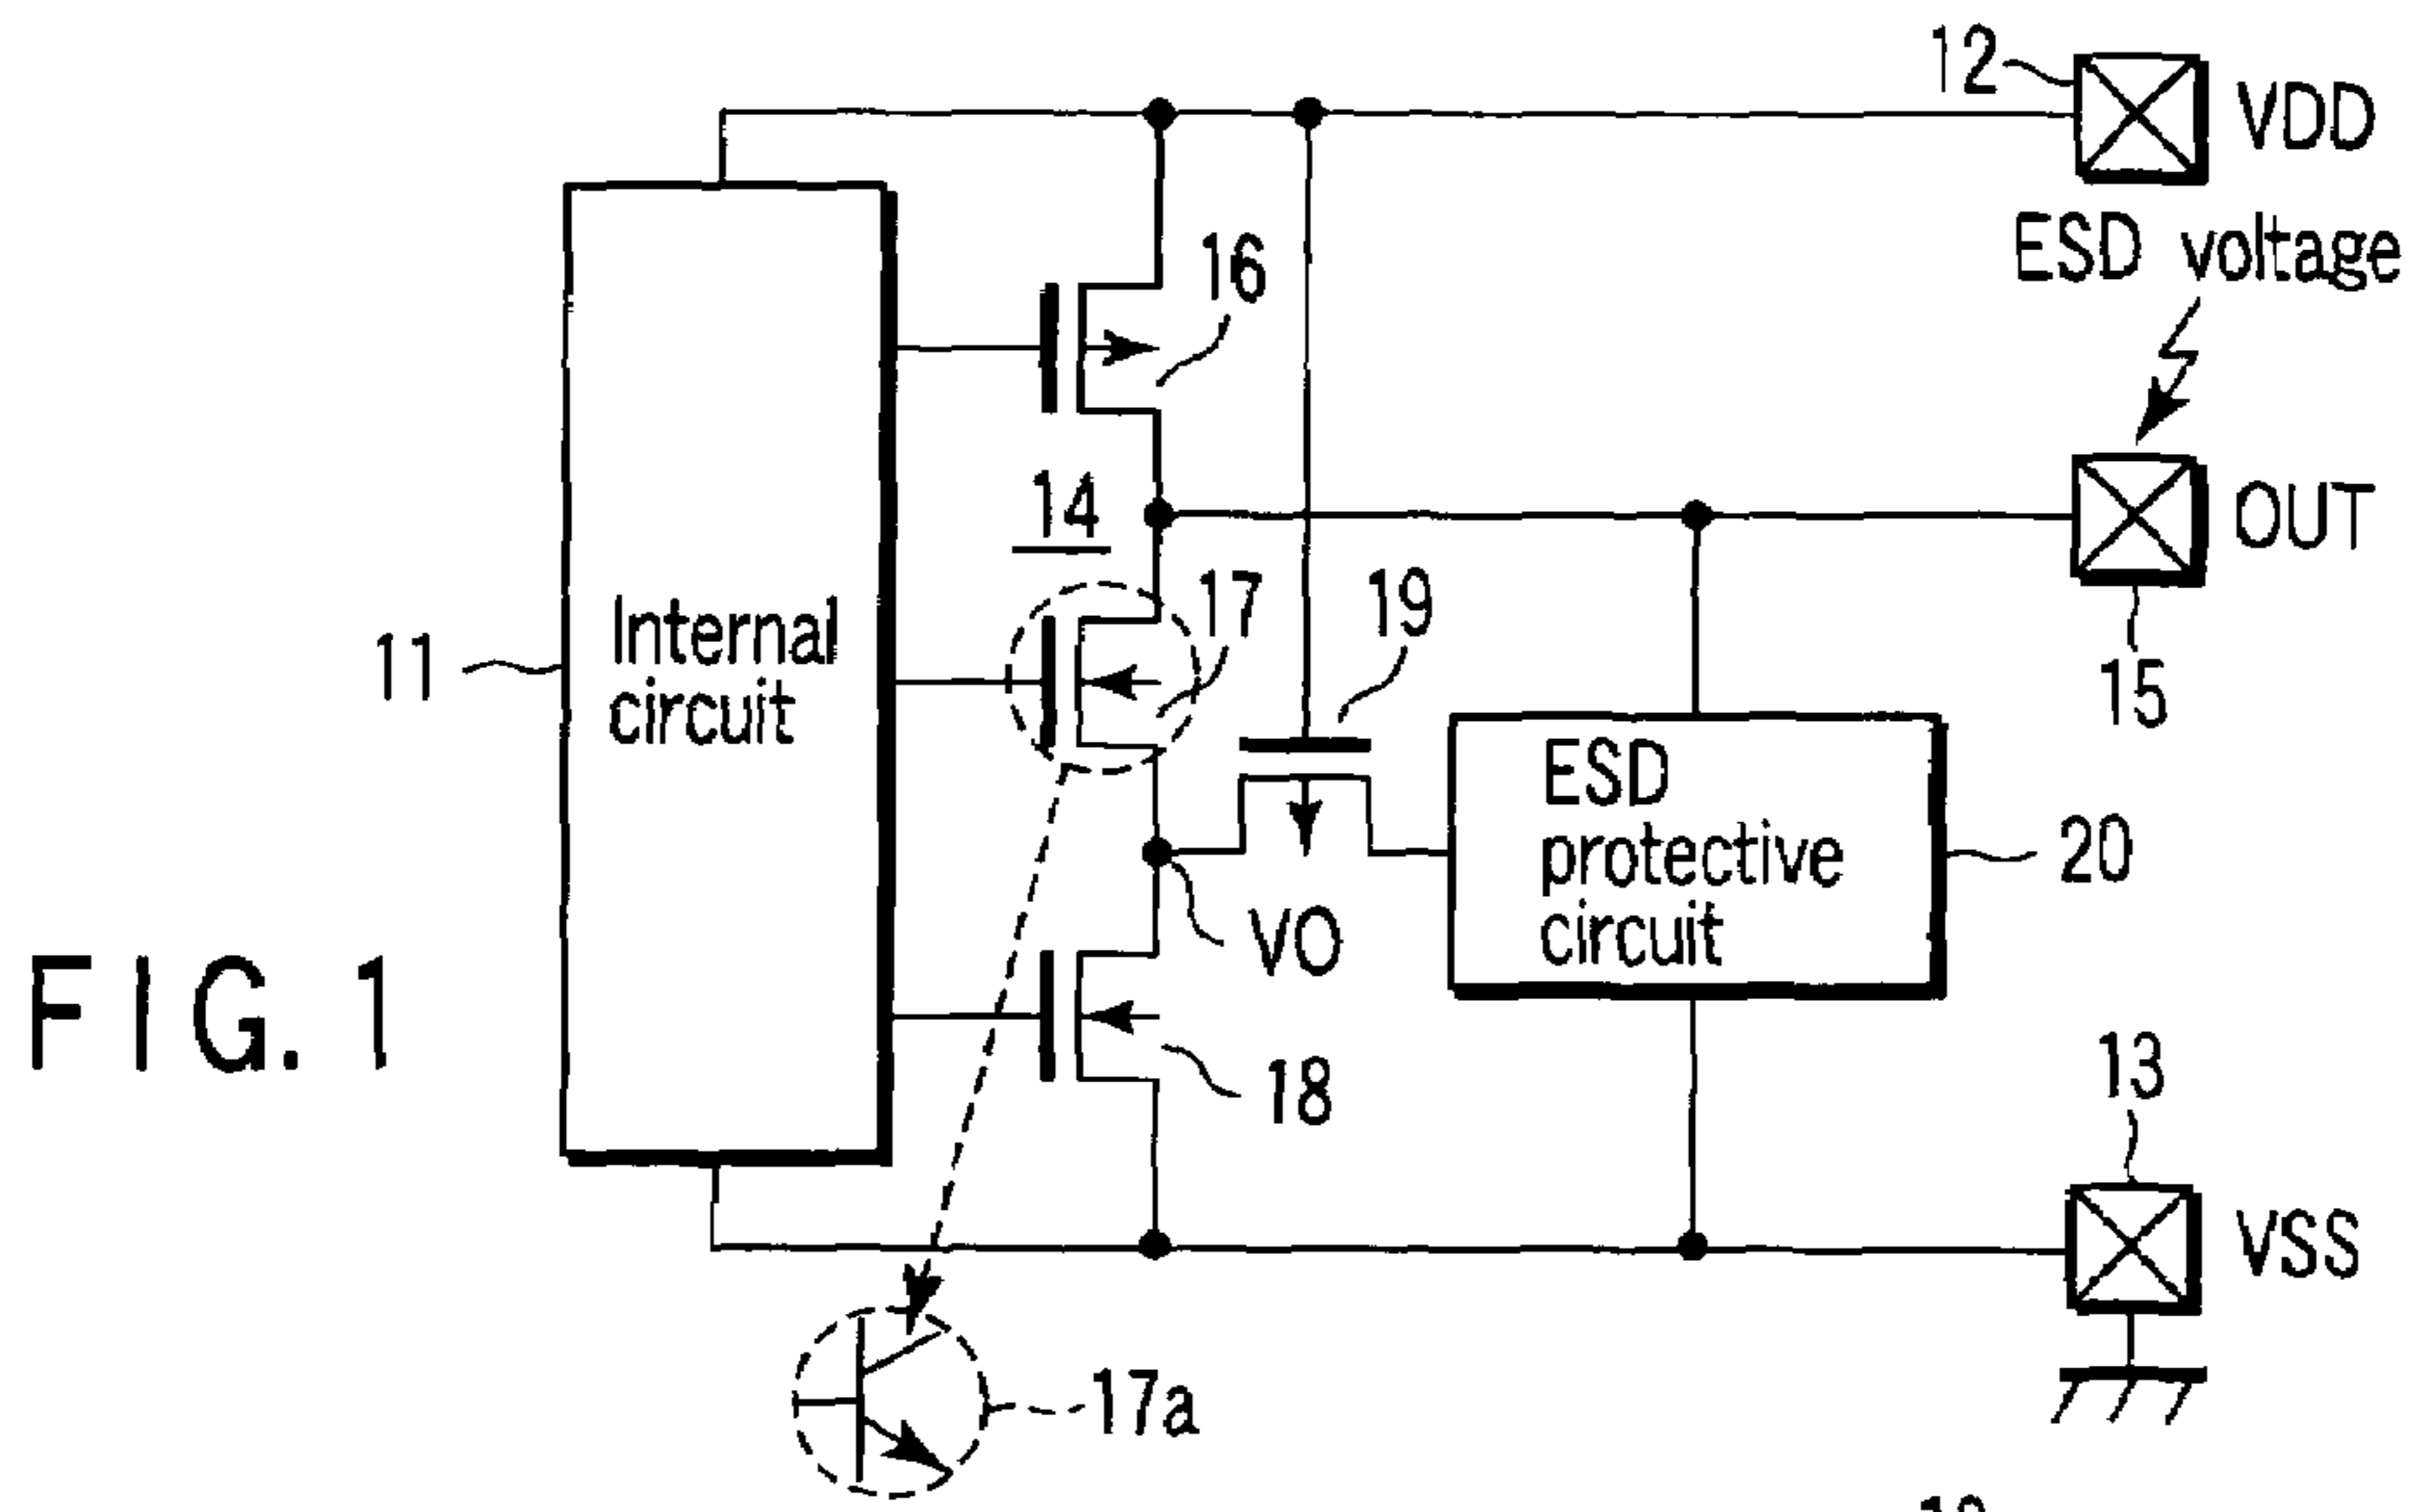 12
VDD
ESD voltage
16
14
OUT
17
19
15
Internal
circuit
11
ESD
protective
circuit
20
VO
FIG. 1
18
13
VSS
17a